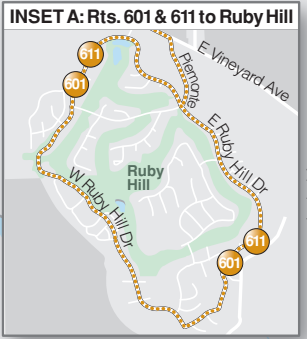 INSET A: Rts. 601 & 611 to Ruby Hill
611
601
E Vineyard Ave
Piemonte
E Ruby Hill Dr
Ruby
Hill
W Ruby Hill Dr
611
601